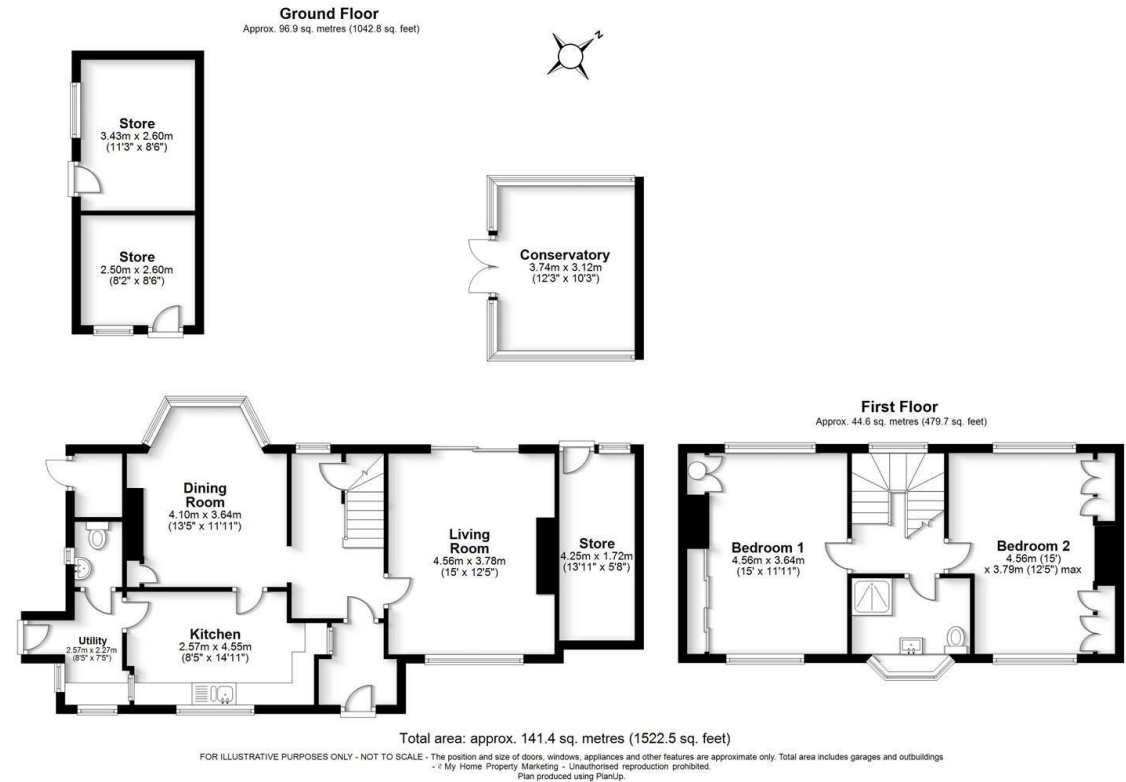 Ground Floor
Approx. 96.9 sq. metres (1042.8 sq. feet)
N
Store
3.43m x 2.60m
(11'3" x 8'6")
Store
2.50m x 2.60m
(8'2" x 8'6")
Conservatory
3.74m x 3.12m
(12'3" x 10'3")
Dining
Room
4.10m x 3.64m
(13'5" x 11'11")
Living
Room
4.56m x 3.78m
(15' x 12'5")
Store
4.25m x 1.72m
(13'11" x 5'8")
Utility
2.57m x 2.27m
(8'5" x 7'5")
Kitchen
2.57m x 4.55m
(8'5" x 14'11")
First Floor
Approx. 44.6 sq. metres (479.7 sq. feet)
Bedroom 1
4.56m x 3.64m
(15' x 11'11")
Bedroom 2
4.56m (15')
x 3.79m (12'5") max
Total area: approx. 141.4 sq. metres (1522.5 sq. feet)
FOR ILLUSTRATIVE PURPOSES ONLY - NOT TO SCALE - The position and size of doors, windows, appliances and other features are approximate only. Total area includes garages and outbuildings
- My Home Property Marketing - Unauthorised reproduction prohibited.
Plan produced using PlanUp.